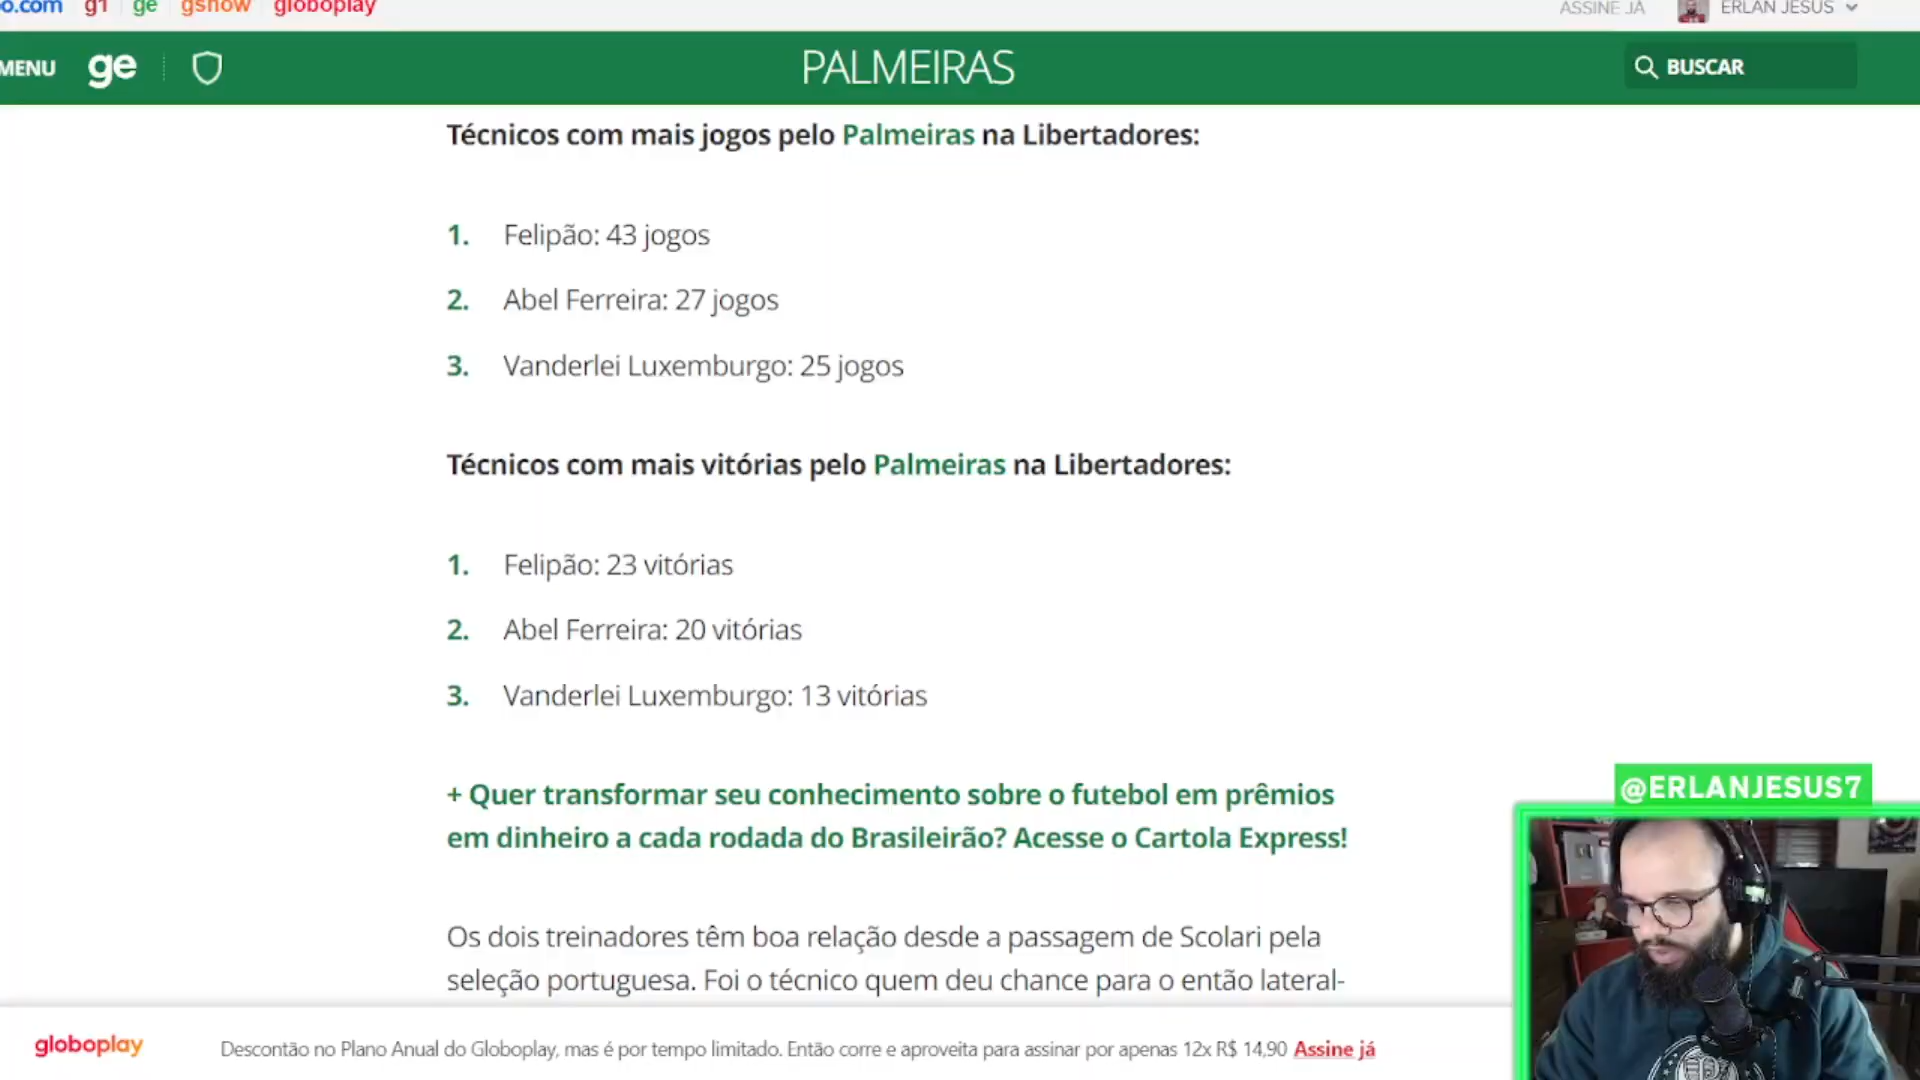 o.com g1 ge gshow globoplay ASSINE JÁ ERLAN JESUS
MENU ge PALMEIRAS BUSCAR
Técnicos com mais jogos pelo Palmeiras na Libertadores:
1. Felipão: 43 jogos
2. Abel Ferreira: 27 jogos
3. Vanderlei Luxemburgo: 25 jogos
Técnicos com mais vitórias pelo Palmeiras na Libertadores:
1. Felipão: 23 vitórias
2. Abel Ferreira: 20 vitórias
3. Vanderlei Luxemburgo: 13 vitórias
+ Quer transformar seu conhecimento sobre o futebol em prêmios
em dinheiro a cada rodada do Brasileirão? Acesse o Cartola Express!
@ERLANJESUS7
Os dois treinadores têm boa relação desde a passagem de Scolari pela
seleção portuguesa. Foi o técnico quem deu chance para o então lateral-
globoplay Descontão no Plano Anual do Globoplay, mas é por tempo limitado. Então corre e aproveita para assinar por apenas 12x R$ 14,90 Assine já